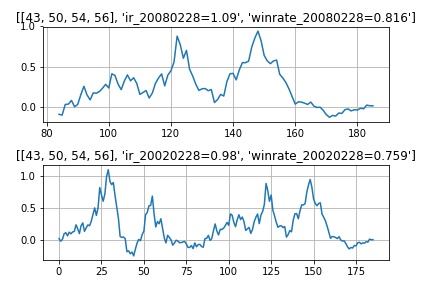 [[43, 50, 54, 56], 'ir_20080228=1.09', 'winrate_20080228=0.816']
1.0
0.5
0.0
80 100 120 140 160 180
[[43, 50, 54, 56], 'ir_20020228=0.98', 'winrate_20020228=0.759']
1.0
0.5
0.0
0 25 50 75 100 125 150 175